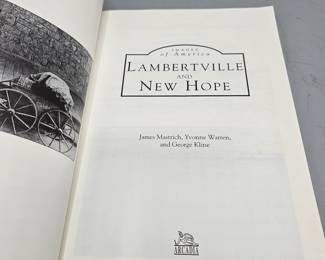 IMAGES
of America
LAMBERTVILLE
AND
NEW HOPE
James Mastrich, Yvonne Warren,
and George Kline
ARCADIA